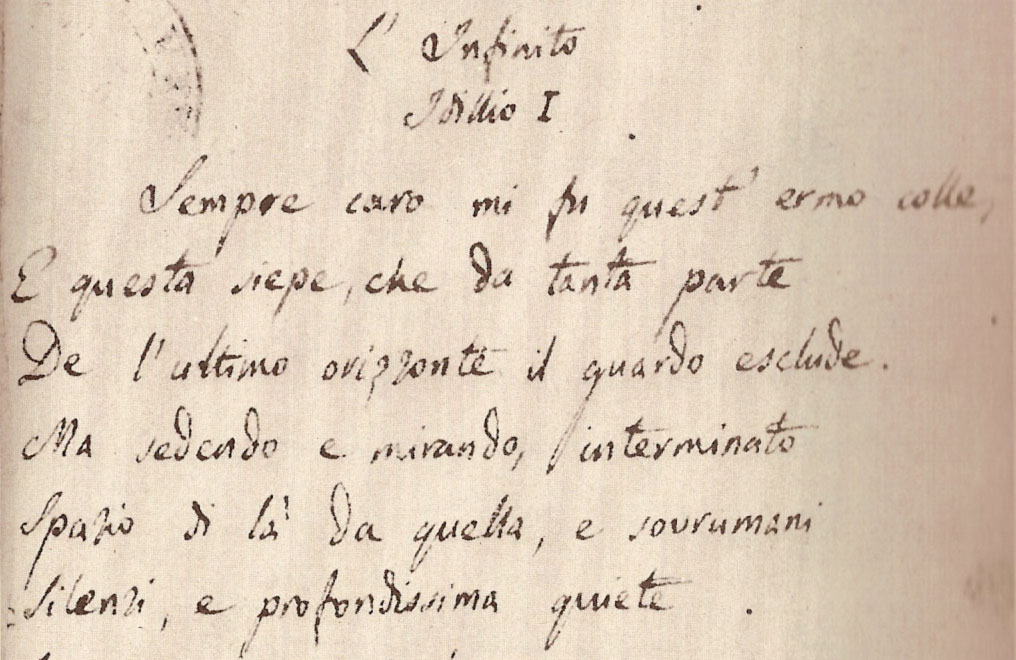 L' Infinito
Idillio I
Sempre caro mi fu quest' ermo colle,
E questa siepe, che da tanta parte
De l'ultimo orizzonte il guardo esclude.
Ma sedendo e mirando, interminato
Spazio di là da quella, e sovrumani
Silenzi, e profondissima quiete